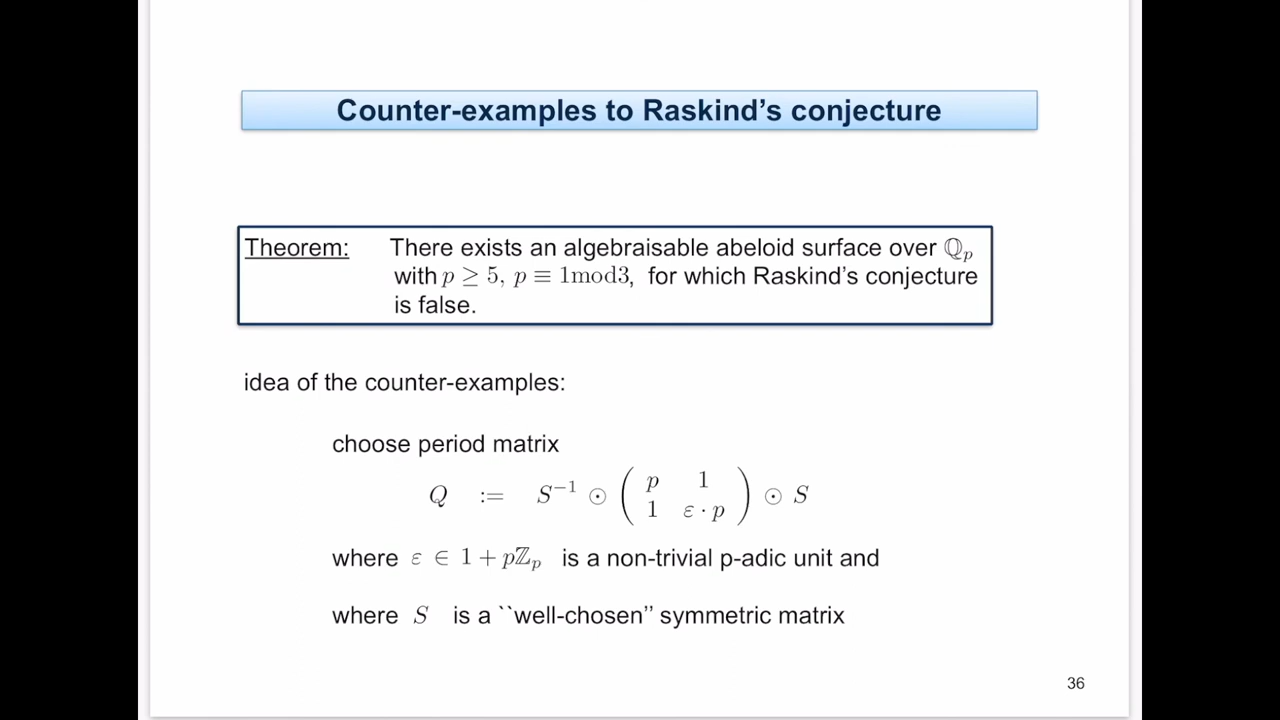 Counter-examples to Raskind's conjecture
Theorem: There exists an algebraisable abeloid surface over ℚ_p
with p ≥ 5, p ≡ 1mod3, for which Raskind's conjecture
is false.
idea of the counter-examples:
choose period matrix
Q := S^{-1} ⊙ ( p 1 ; 1 ε · p ) ⊙ S
where ε ∈ 1 + pℤ_p is a non-trivial p-adic unit and
where S is a ``well-chosen'' symmetric matrix
36